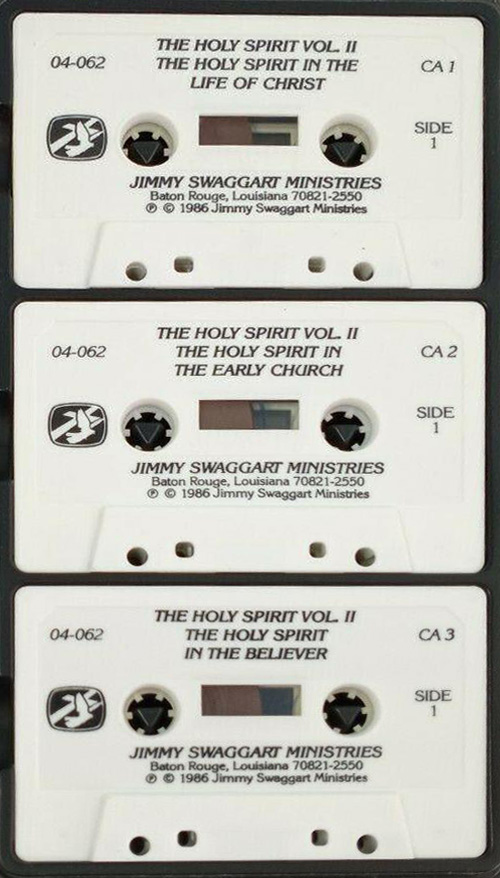 THE HOLY SPIRIT VOL. II
04-062
THE HOLY SPIRIT IN THE
CA 1
LIFE OF CHRIST
SIDE
1
JIMMY SWAGGART MINISTRIES
Baton Rouge, Louisiana 70821-2550
℗ © 1986 Jimmy Swaggart Ministries
THE HOLY SPIRIT VOL. II
04-062
THE HOLY SPIRIT IN
CA 2
THE EARLY CHURCH
SIDE
1
JIMMY SWAGGART MINISTRIES
Baton Rouge, Louisiana 70821-2550
℗ © 1986 Jimmy Swaggart Ministries
THE HOLY SPIRIT VOL. II
04-062
THE HOLY SPIRIT
CA 3
IN THE BELIEVER
SIDE
1
JIMMY SWAGGART MINISTRIES
Baton Rouge, Louisiana 70821-2550
℗ © 1986 Jimmy Swaggart Ministries